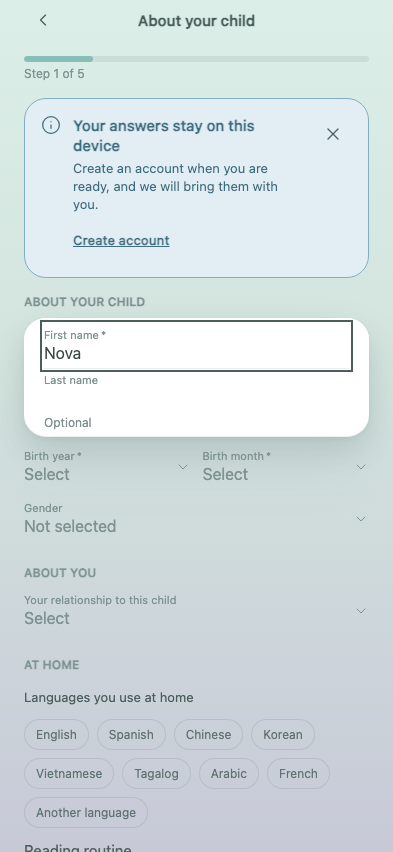 About your child
Step 1 of 5
Your answers stay on this
device
Create an account when you are
ready, and we will bring them with
you.
Create account
ABOUT YOUR CHILD
First name *
Nova
Last name
Optional
Birth year * Birth month *
Select Select
Gender
Not selected
ABOUT YOU
Your relationship to this child
Select
AT HOME
Languages you use at home
English Spanish Chinese Korean
Vietnamese Tagalog Arabic French
Another language
Reading routine